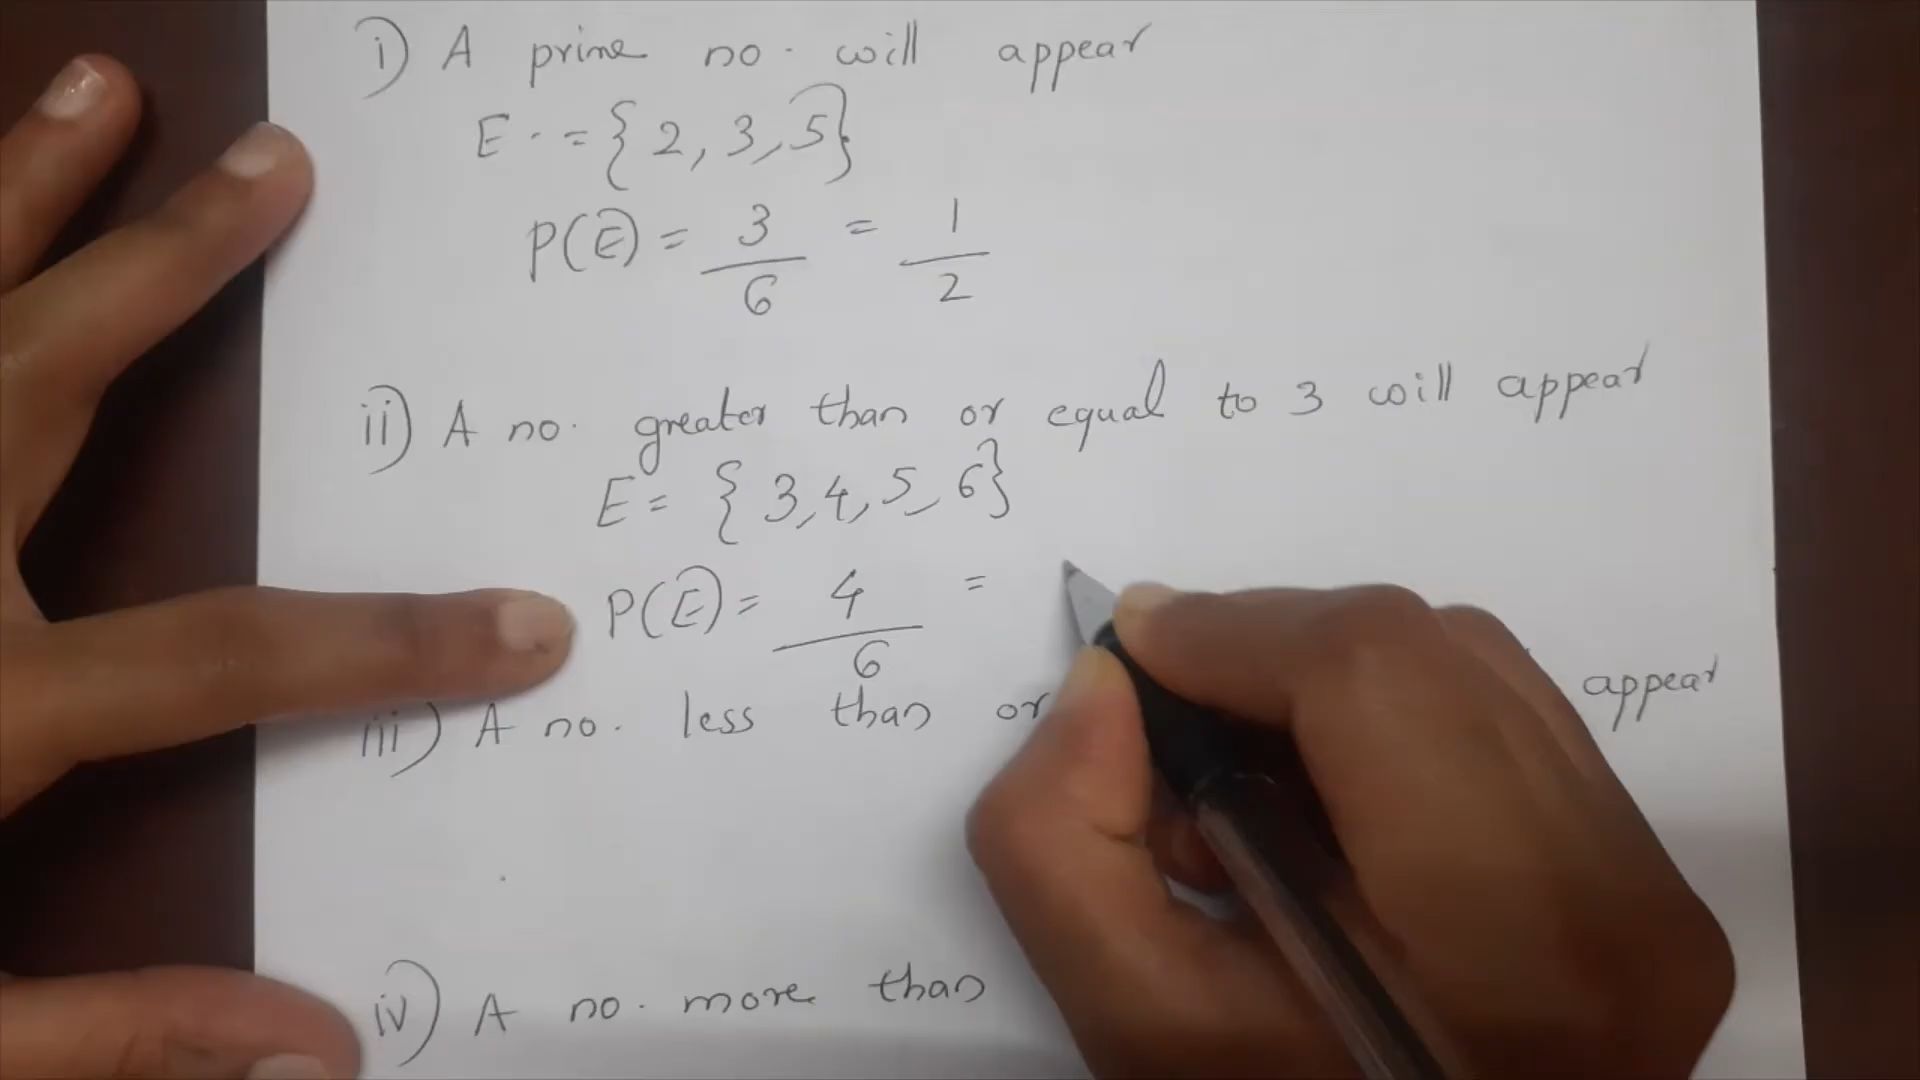 i) A prime no. will appear
E = {2, 3, 5}
P(E) = 3/6 = 1/2
ii) A no. greater than or equal to 3 will appear
E = {3, 4, 5, 6}
P(E) = 4/6 =
iii) A no. less than or appear
iv) A no. more than